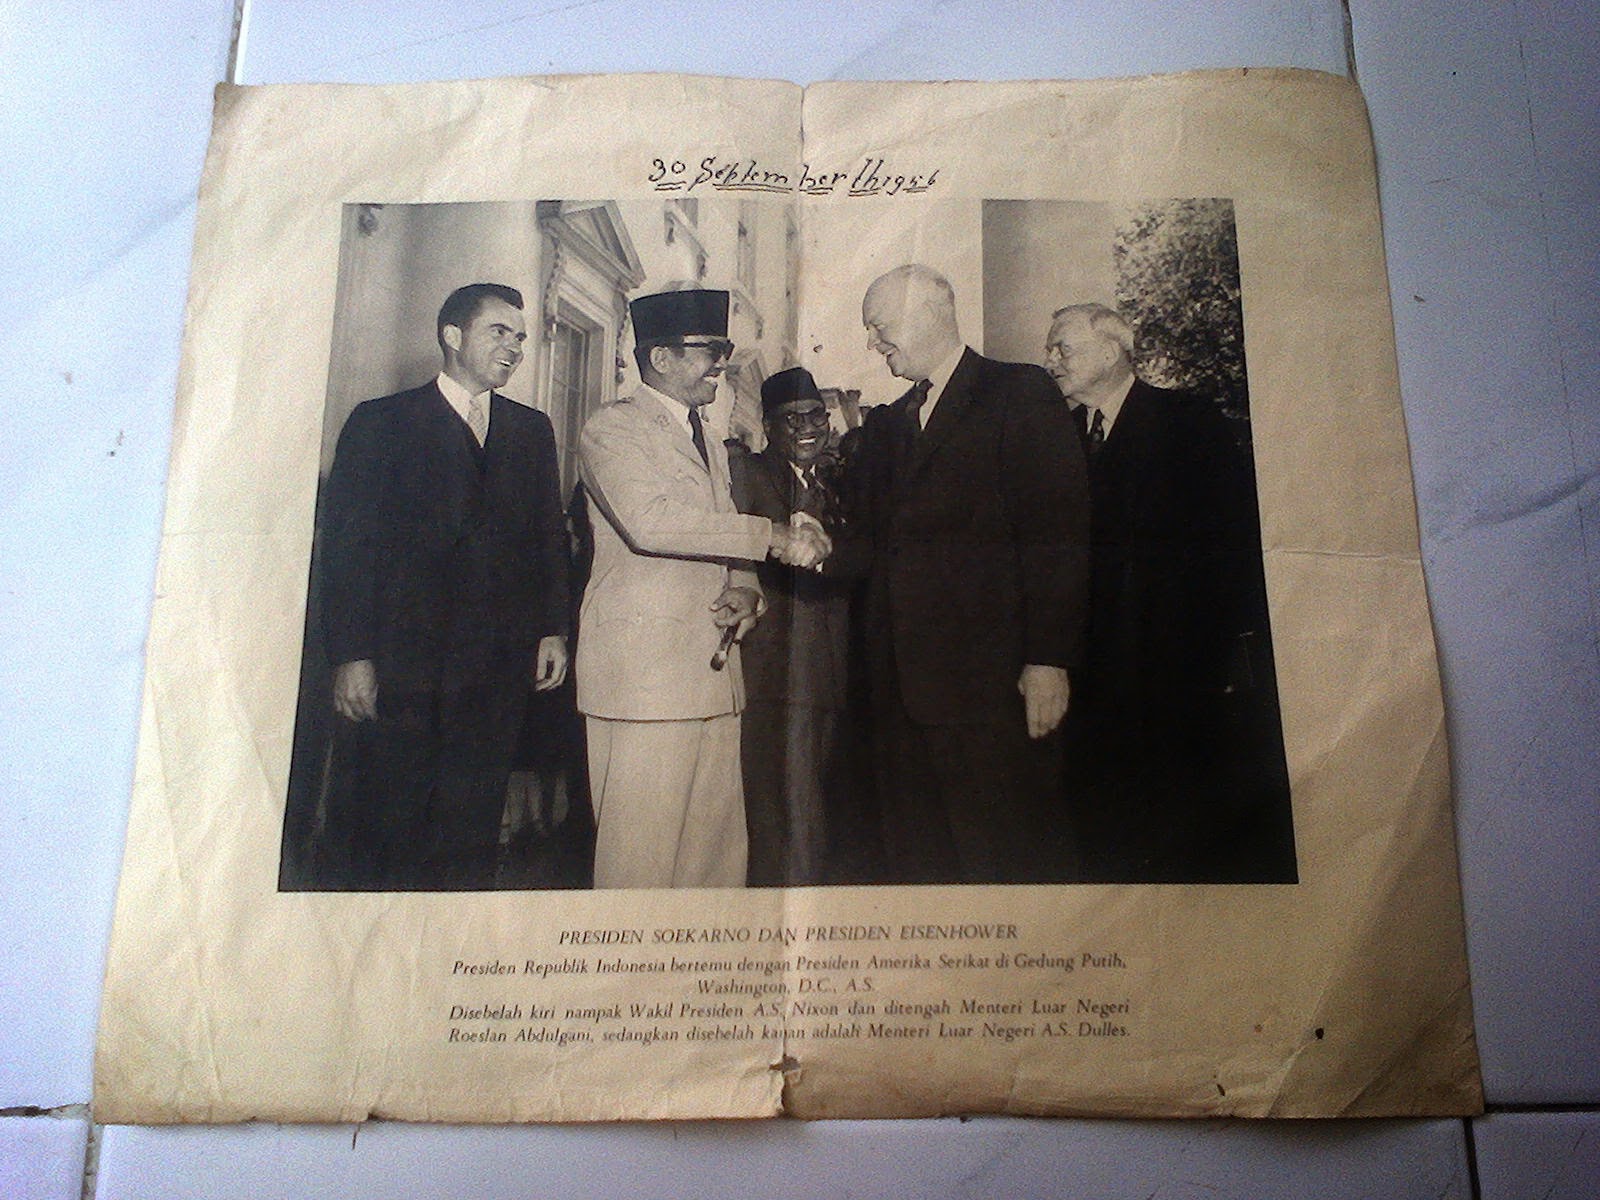 30 September th 1956
PRESIDEN SOEKARNO DAN PRESIDEN EISENHOWER
Presiden Republik Indonesia bertemu dengan Presiden Amerika Serikat di Gedung Putih,
Washington, D.C., A.S.
Disebelah kiri nampak Wakil Presiden A.S. Nixon dan ditengah Menteri Luar Negeri
Roeslan Abdulgani, sedangkan disebelah kanan adalah Menteri Luar Negeri A.S. Dulles.